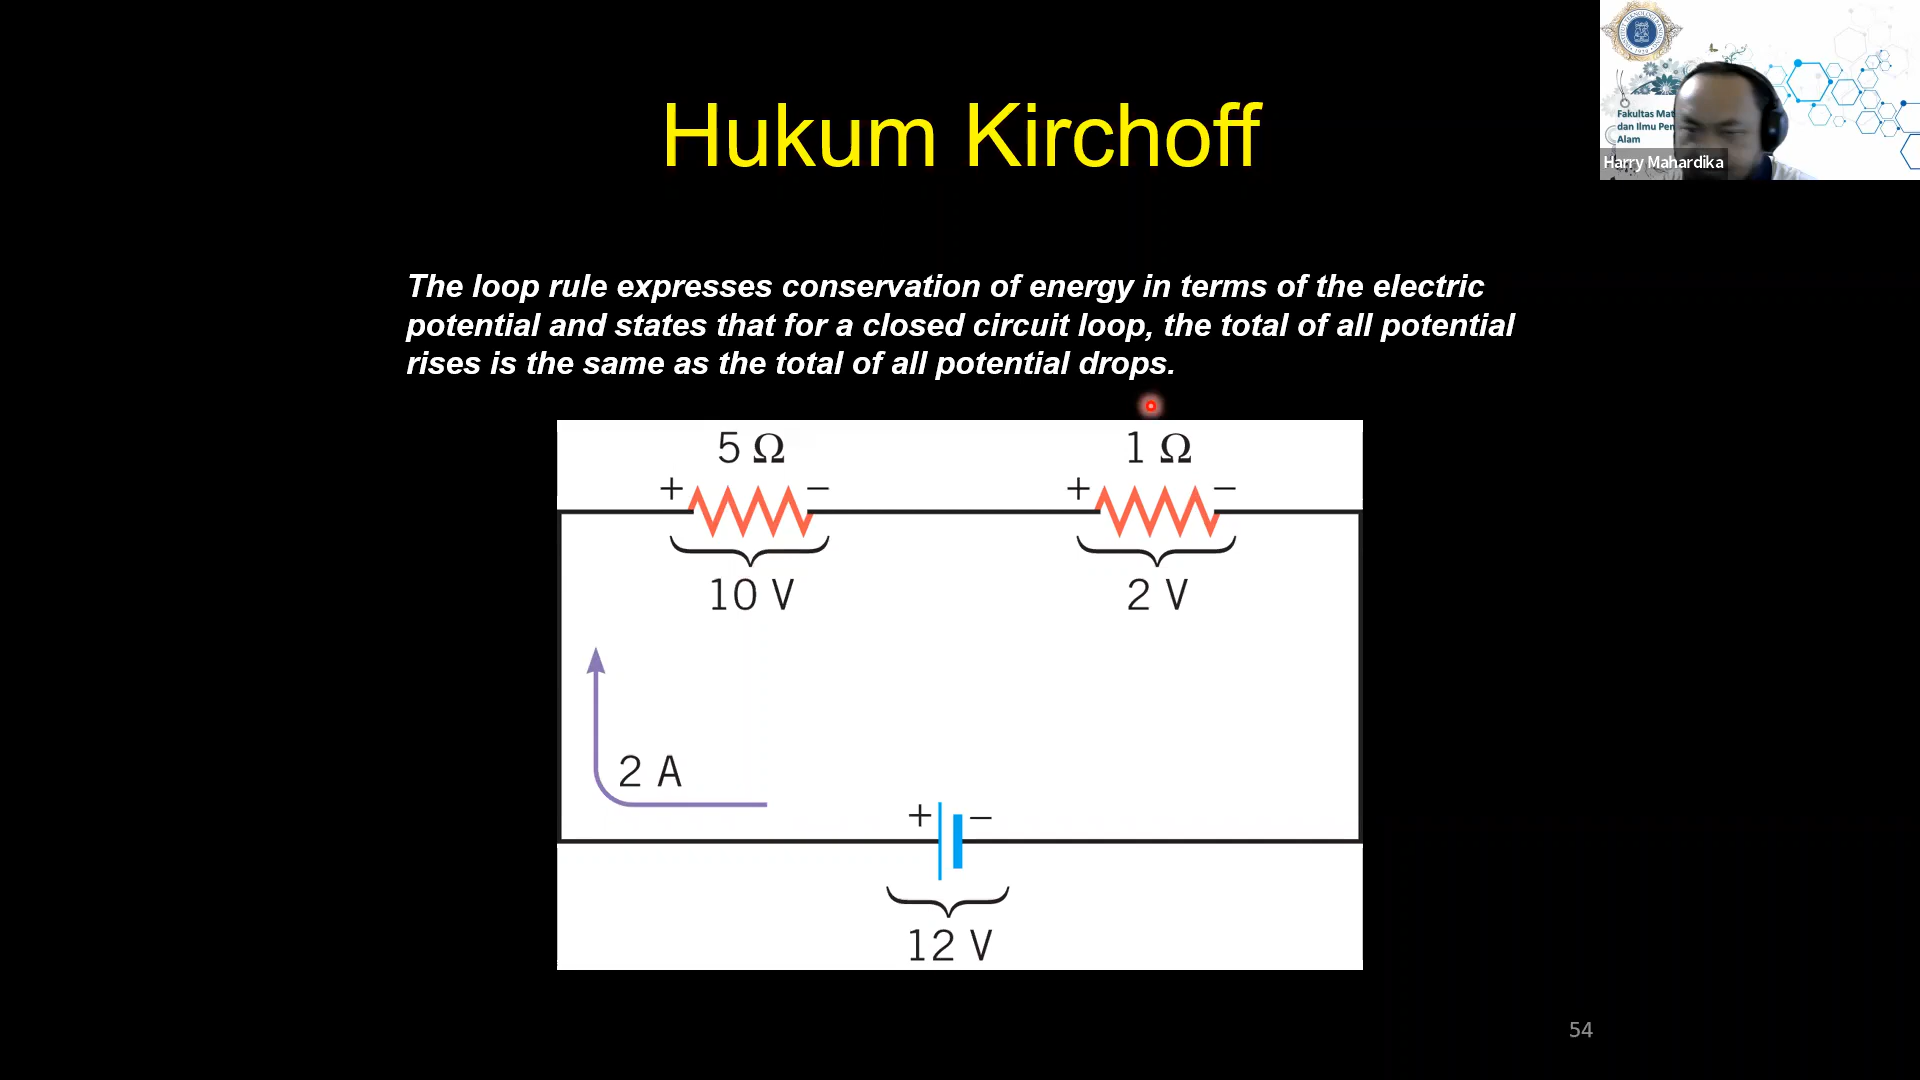 Hukum Kirchoff
Fakultas Mat
dan Ilmu Pen
Alam
Harry Mahardika
The loop rule expresses conservation of energy in terms of the electric
potential and states that for a closed circuit loop, the total of all potential
rises is the same as the total of all potential drops.
5 Ω
1 Ω
+ −
+ −
10 V
2 V
2 A
+ −
12 V
54